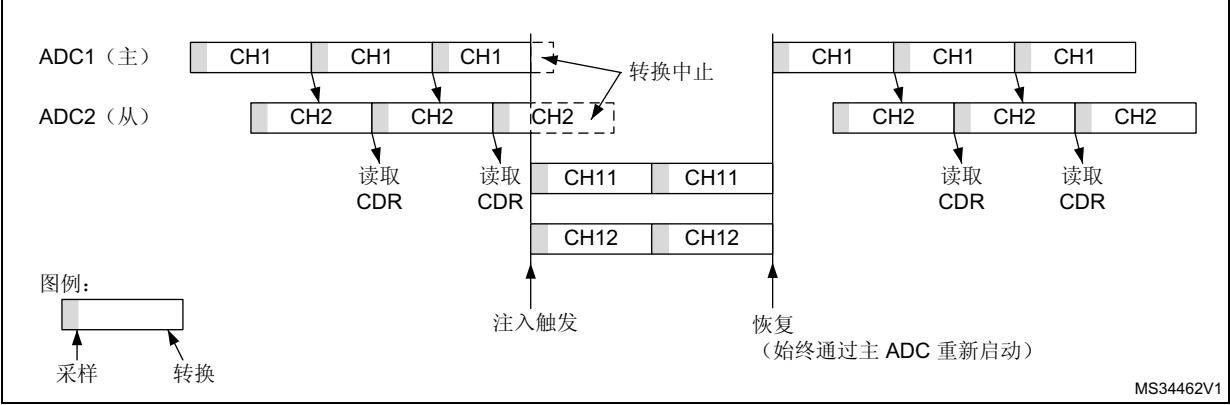 ADC1（主） CH1 CH1 CH1 CH1 CH1 CH1
转换中止
ADC2（从） CH2 CH2 CH2 CH2 CH2 CH2
读取 读取 CH11 CH11 读取 读取
CDR CDR CDR CDR
CH12 CH12
图例：
注入触发 恢复
（始终通过主 ADC 重新启动）
采样 转换
MS34462V1